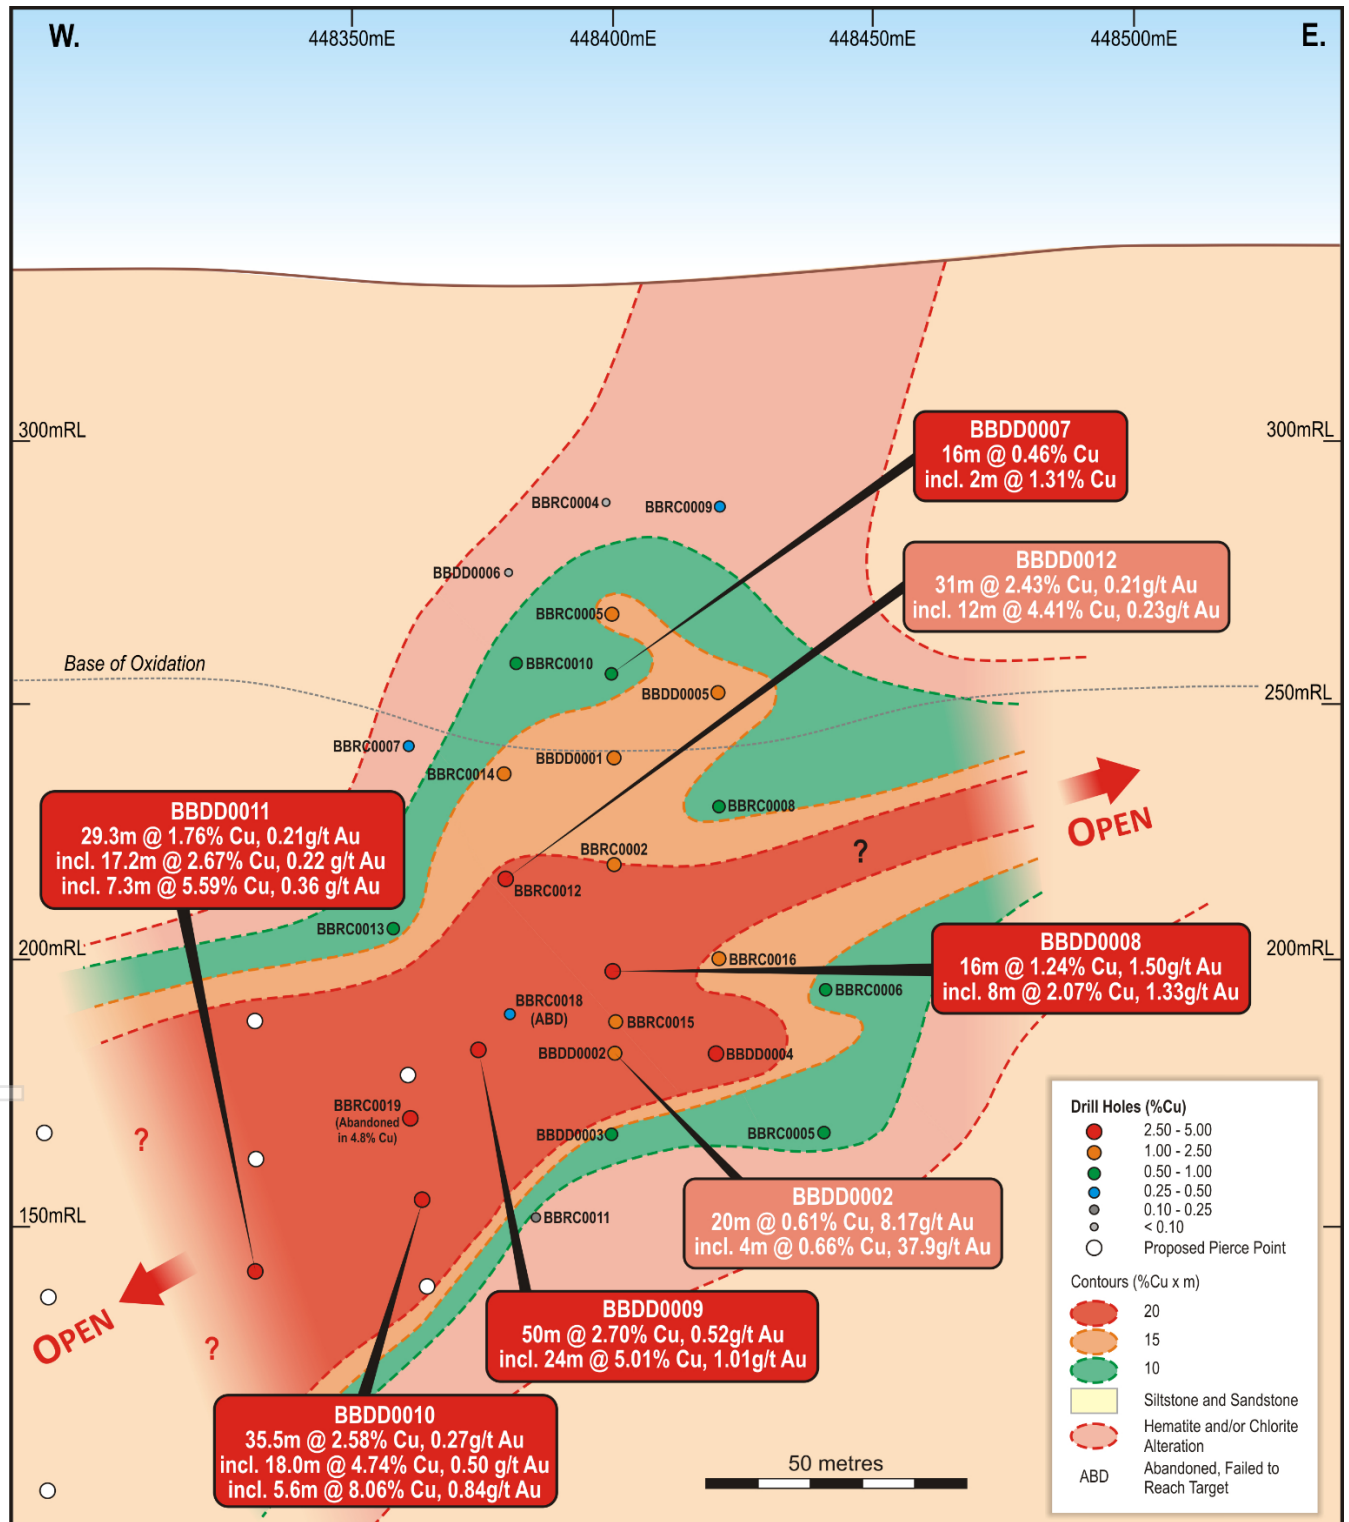 W.
448350mE
448400mE
448450mE
448500mE
E.
300mRL
300mRL
BBDD0007
16m @ 0.46% Cu
incl. 2m @ 1.31% Cu
BBRC0004
BBRC0009
BBDD0006
BBDD0012
31m @ 2.43% Cu, 0.21g/t Au
incl. 12m @ 4.41% Cu, 0.23g/t Au
BBRC0005
Base of Oxidation
BBRC0010
BBDD0005
250mRL
BBRC0007
BBRC0014
BBDD0001
BBRC0008
OPEN
BBDD0011
29.3m @ 1.76% Cu, 0.21g/t Au
incl. 17.2m @ 2.67% Cu, 0.22 g/t Au
incl. 7.3m @ 5.59% Cu, 0.36 g/t Au
BBRC0002
?
BBRC0012
BBRC0013
200mRL
200mRL
BBDD0008
16m @ 1.24% Cu, 1.50g/t Au
incl. 8m @ 2.07% Cu, 1.33g/t Au
BBRC0016
BBRC0006
BBRC0018
(ABD)
BBRC0015
BBDD0002
BBDD0004
BBRC0019
(Abandoned
in 4.8% Cu)
?
BBDD0003
BBRC0005
BBDD0002
20m @ 0.61% Cu, 8.17g/t Au
incl. 4m @ 0.66% Cu, 37.9g/t Au
150mRL
BBRC0011
OPEN
?
BBDD0009
50m @ 2.70% Cu, 0.52g/t Au
incl. 24m @ 5.01% Cu, 1.01g/t Au
BBDD0010
35.5m @ 2.58% Cu, 0.27g/t Au
incl. 18.0m @ 4.74% Cu, 0.50 g/t Au
incl. 5.6m @ 8.06% Cu, 0.84g/t Au
50 metres
Drill Holes (%Cu)
2.50 - 5.00
1.00 - 2.50
0.50 - 1.00
0.25 - 0.50
0.10 - 0.25
< 0.10
Proposed Pierce Point
Contours (%Cu x m)
20
15
10
Siltstone and Sandstone
Hematite and/or Chlorite
Alteration
ABD
Abandoned, Failed to
Reach Target